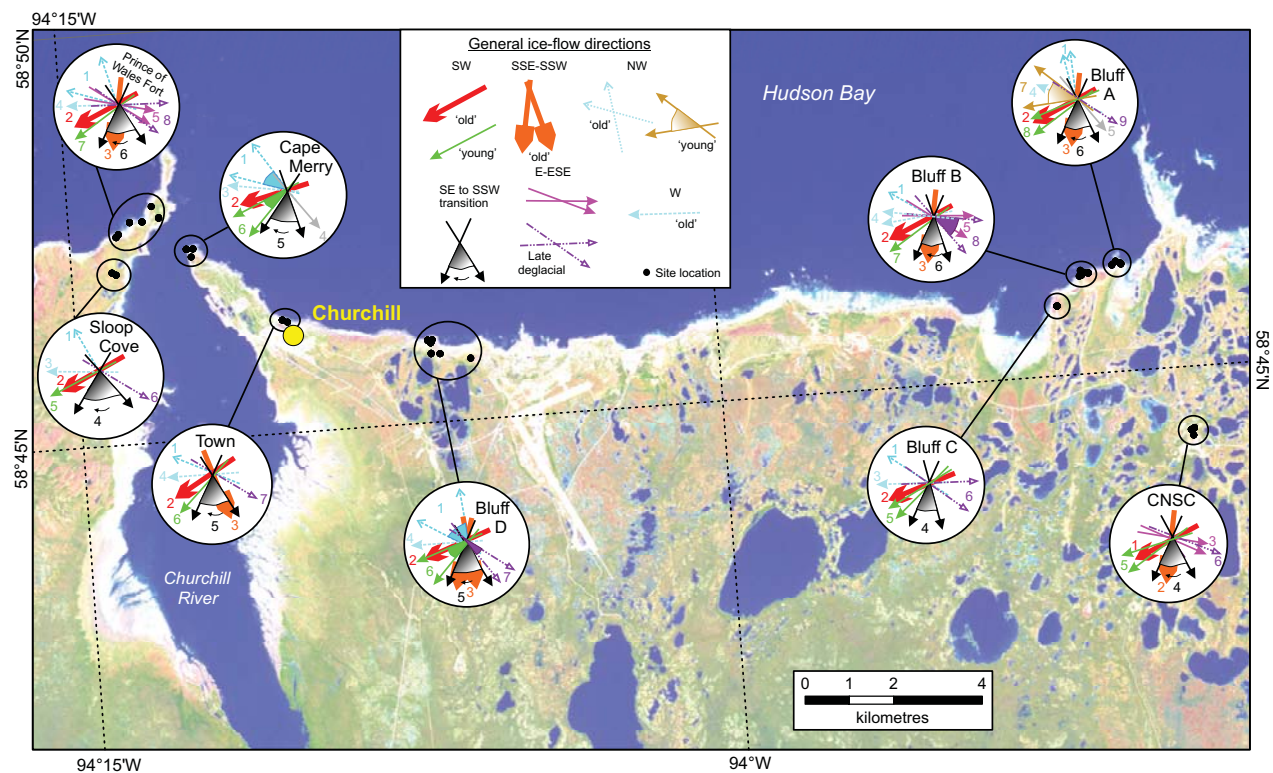 94°15'W
58°50'N
General ice-flow directions
SW
SSE-SSW
NW
'old'
'young'
'old'
'old'
'young'
E-ESE
SE to SSW
transition
Late
deglacial
W
'old'
Site location
Hudson Bay
Prince of
Wales Fort
1
4
2
7
3
6
5
8
Cape
Merry
1
3
2
6
5
4
Sloop
Cove
1
3
2
5
4
6
Churchill
Town
1
4
2
6
5
3
7
Bluff
D
1
4
2
6
5
3
7
Bluff B
1
4
2
7
3
6
5
8
Bluff
A
1
7
4
2
8
3
6
5
9
Bluff C
1
3
2
5
4
6
CNSC
1
5
2
4
3
6
Churchill
River
58°45'N
58°45'N
0
1
2
4
kilometres
94°15'W
94°W